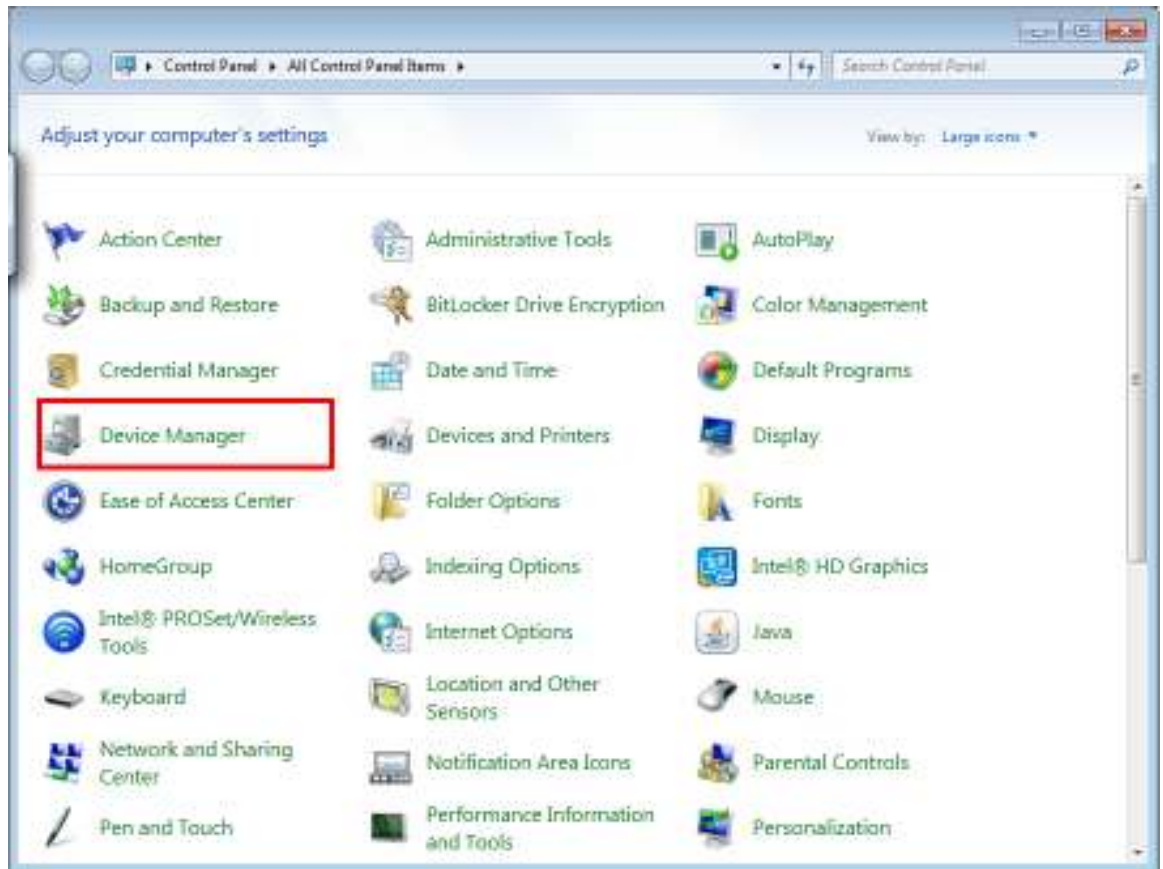 Control Panel All Control Panel Items
Search Control Panel
Adjust your computer's settings
View by: Large icons
Action Center
Administrative Tools
AutoPlay
Backup and Restore
BitLocker Drive Encryption
Color Management
Credential Manager
Date and Time
Default Programs
Device Manager
Devices and Printers
Display
Ease of Access Center
Folder Options
Fonts
HomeGroup
Indexing Options
Intel® HD Graphics
Intel® PROSet/Wireless
Tools
Internet Options
Java
Keyboard
Location and Other
Sensors
Mouse
Network and Sharing
Center
Notification Area Icons
Parental Controls
Pen and Touch
Performance Information
and Tools
Personalization